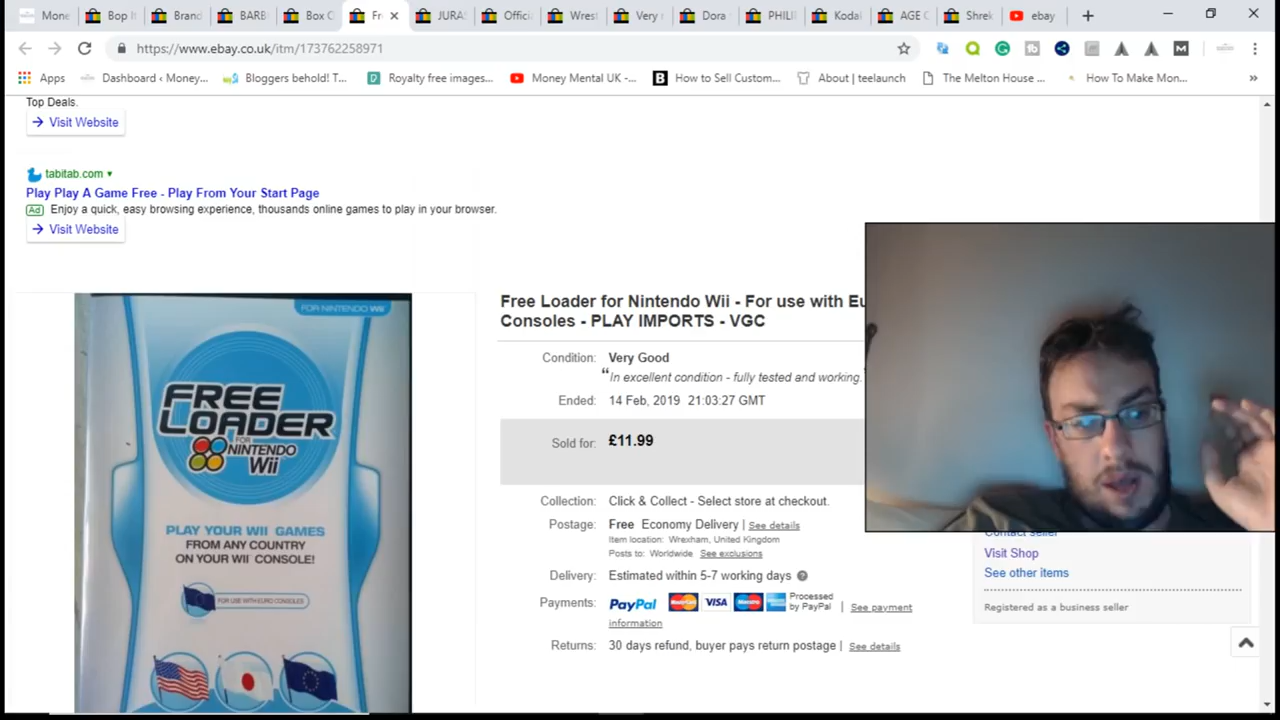 Mone
Bop It
Brand
BARB
Box C
Fr
JURA
Offici
Wrest
Very r
Dora
PHILI
Kodal
AGE C
Shrek
ebay
https://www.ebay.co.uk/itm/173762258971
Apps
Dashboard ‹ Money...
Bloggers behold! T...
Royalty free images...
Money Mental UK -...
How to Sell Custom...
About | teelaunch
The Melton House ...
How To Make Mon...
»
Top Deals.
→ Visit Website
tabitab.com
Play Play A Game Free - Play From Your Start Page
Ad Enjoy a quick, easy browsing experience, thousands online games to play in your browser.
→ Visit Website
FOR NINTENDO Wii
FREE
LOADER
FOR
NINTENDO
Wii
PLAY YOUR WII GAMES
FROM ANY COUNTRY
ON YOUR WII CONSOLE!
FOR USE WITH EURO CONSOLES
Free Loader for Nintendo Wii - For use with Eu
Consoles - PLAY IMPORTS - VGC
Condition: Very Good
“In excellent condition - fully tested and working.
Ended: 14 Feb, 2019 21:03:27 GMT
Sold for: £11.99
Collection: Click & Collect - Select store at checkout.
Postage: Free Economy Delivery | See details
Item location: Wrexham, United Kingdom
Posts to: Worldwide See exclusions
Delivery: Estimated within 5-7 working days
Payments: PayPal MasterCard VISA Maestro Processed by PayPal | See payment
information
Returns: 30 days refund, buyer pays return postage | See details
Contact seller
Visit Shop
See other items
Registered as a business seller